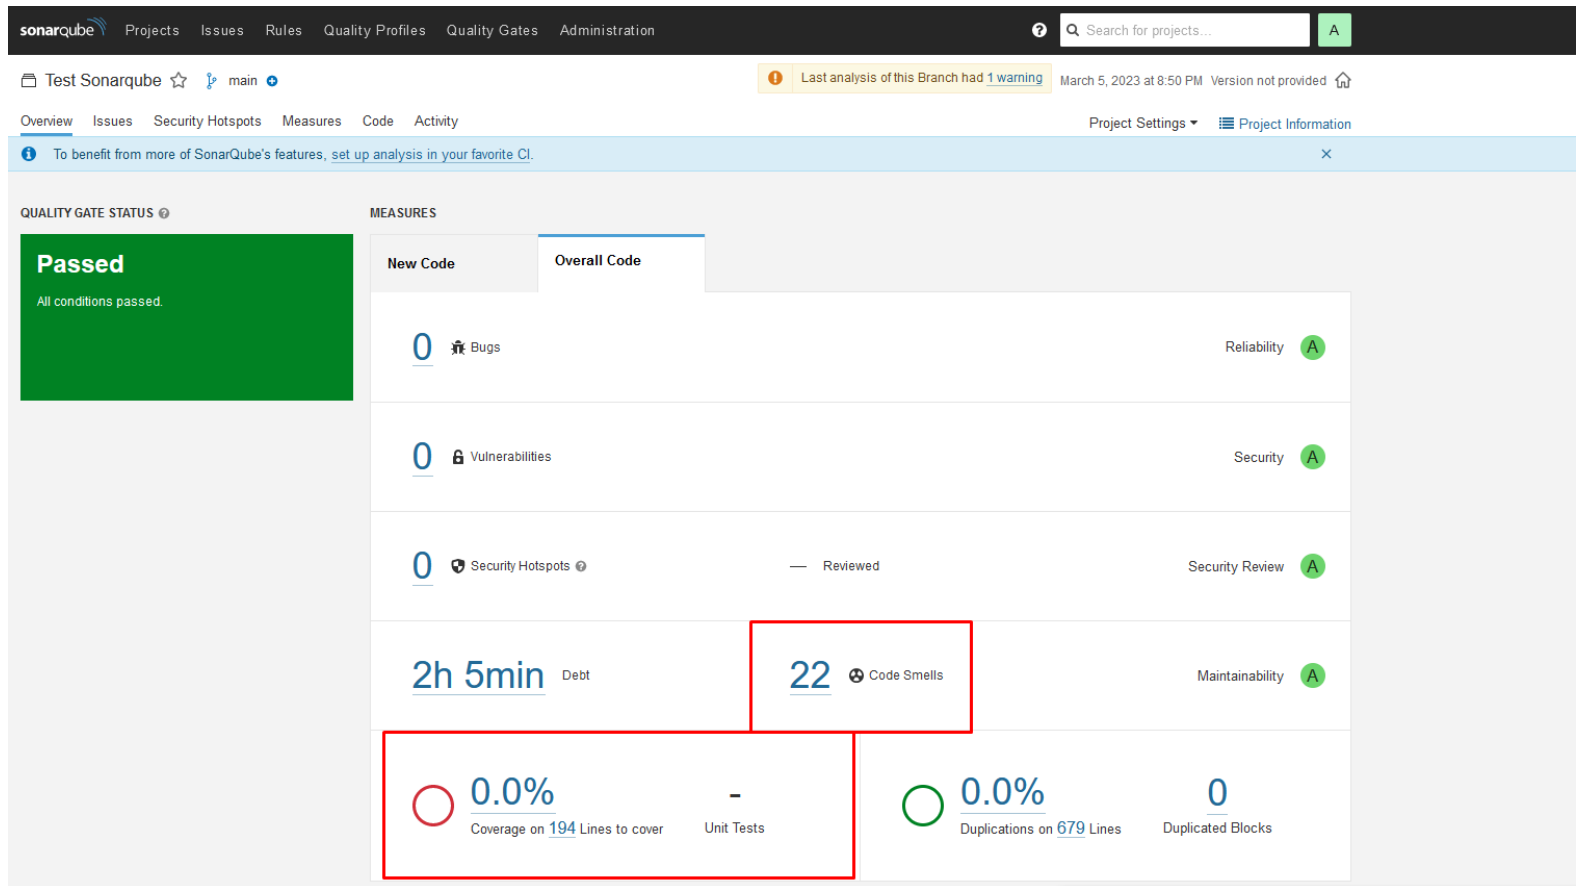 sonarqube Projects Issues Rules Quality Profiles Quality Gates Administration Search for projects... A
Test Sonarqube main Last analysis of this Branch had 1 warning March 5, 2023 at 8:50 PM Version not provided
Overview Issues Security Hotspots Measures Code Activity Project Settings Project Information
To benefit from more of SonarQube's features, set up analysis in your favorite CI.
QUALITY GATE STATUS MEASURES
Passed
All conditions passed.
New Code Overall Code
0 Bugs Reliability A
0 Vulnerabilities Security A
0 Security Hotspots — Reviewed Security Review A
2h 5min Debt 22 Code Smells Maintainability A
0.0% - 0.0% 0
Coverage on 194 Lines to cover Unit Tests Duplications on 679 Lines Duplicated Blocks